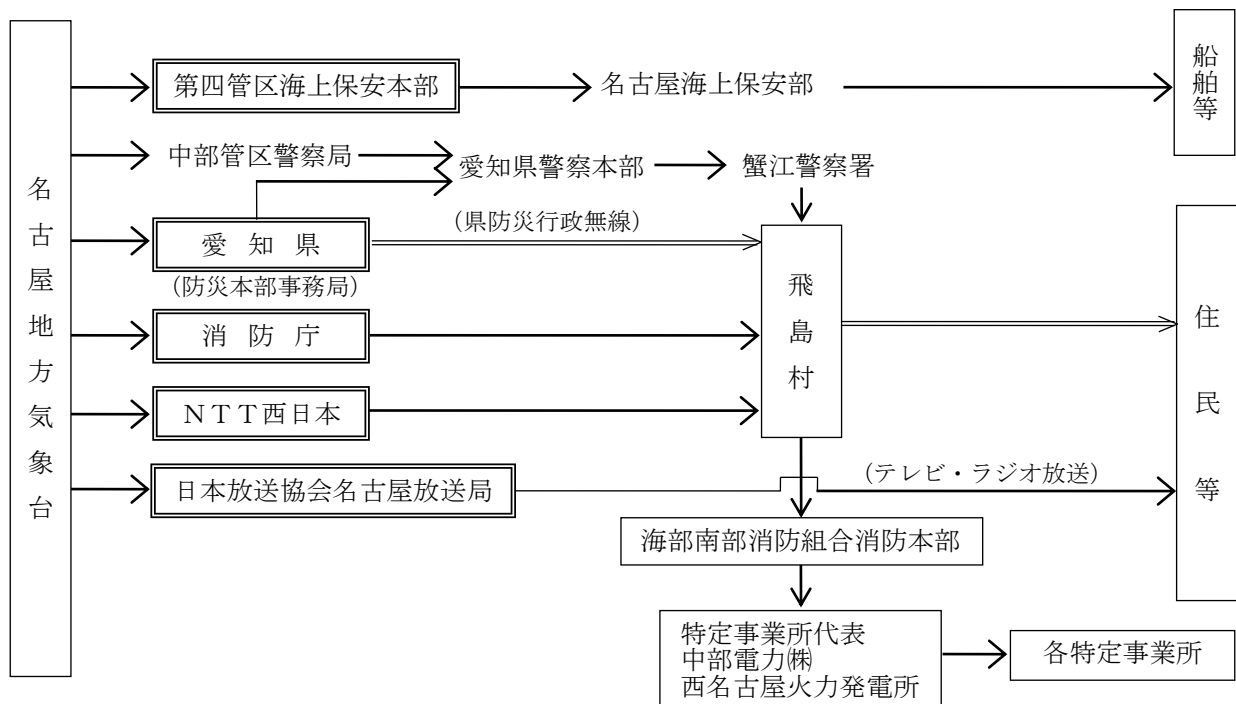 名古屋地方気象台
第四管区海上保安本部
名古屋海上保安部
船舶等
中部管区警察局
愛知県警察本部
蟹江警察署
愛知県
(防災本部事務局)
(県防災行政無線)
飛島村
住民等
消防庁
ＮＴＴ西日本
日本放送協会名古屋放送局
(テレビ・ラジオ放送)
海部南部消防組合消防本部
特定事業所代表
中部電力㈱
西名古屋火力発電所
各特定事業所